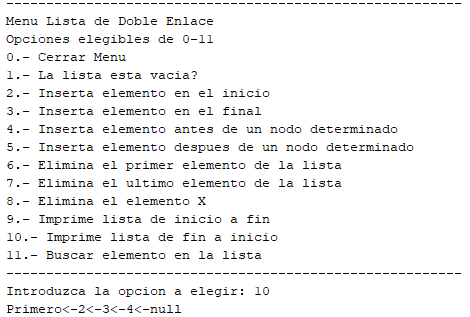 ----------------------------------------------------------
Menu Lista de Doble Enlace
Opciones elegibles de 0-11
0.- Cerrar Menu
1.- La lista esta vacia?
2.- Inserta elemento en el inicio
3.- Inserta elemento en el final
4.- Inserta elemento antes de un nodo determinado
5.- Inserta elemento despues de un nodo determinado
6.- Elimina el primer elemento de la lista
7.- Elimina el ultimo elemento de la lista
8.- Elimina el elemento X
9.- Imprime lista de inicio a fin
10.- Imprime lista de fin a inicio
11.- Buscar elemento en la lista
----------------------------------------------------------
Introduzca la opcion a elegir: 10
Primero<-2<-3<-4<-null